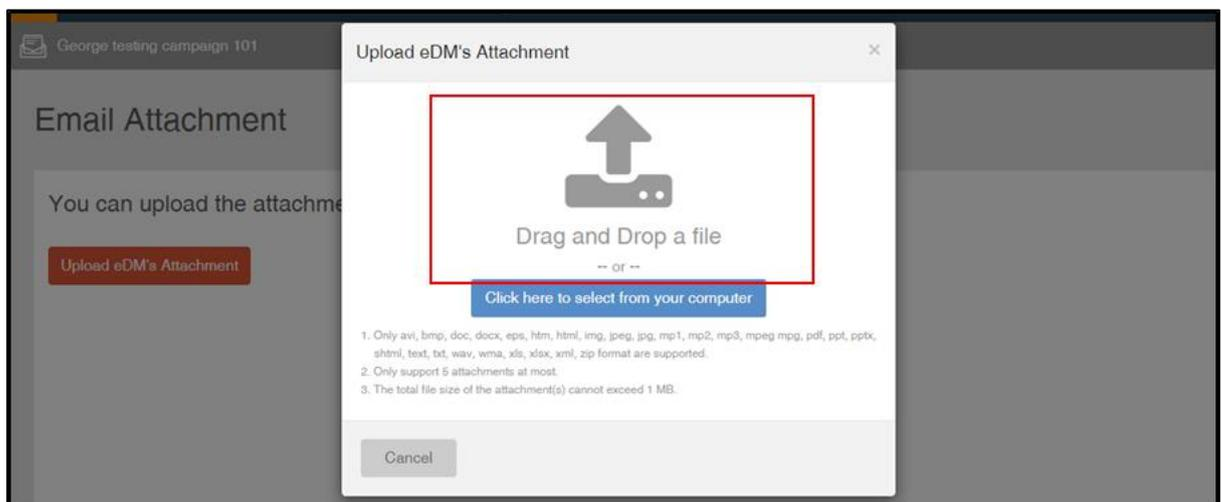 George testing campaign 101
Upload eDM's Attachment
×
Email Attachment
You can upload the attachme
Upload eDM's Attachment
Drag and Drop a file
-- or --
Click here to select from your computer
1. Only avi, bmp, doc, docx, eps, htm, html, img, jpeg, jpg, mp1, mp2, mp3, mpeg mpg, pdf, ppt, pptx,
shtml, text, txt, wav, wma, xls, xlsx, xml, zip format are supported.
2. Only support 5 attachments at most.
3. The total file size of the attachment(s) cannot exceed 1 MB.
Cancel